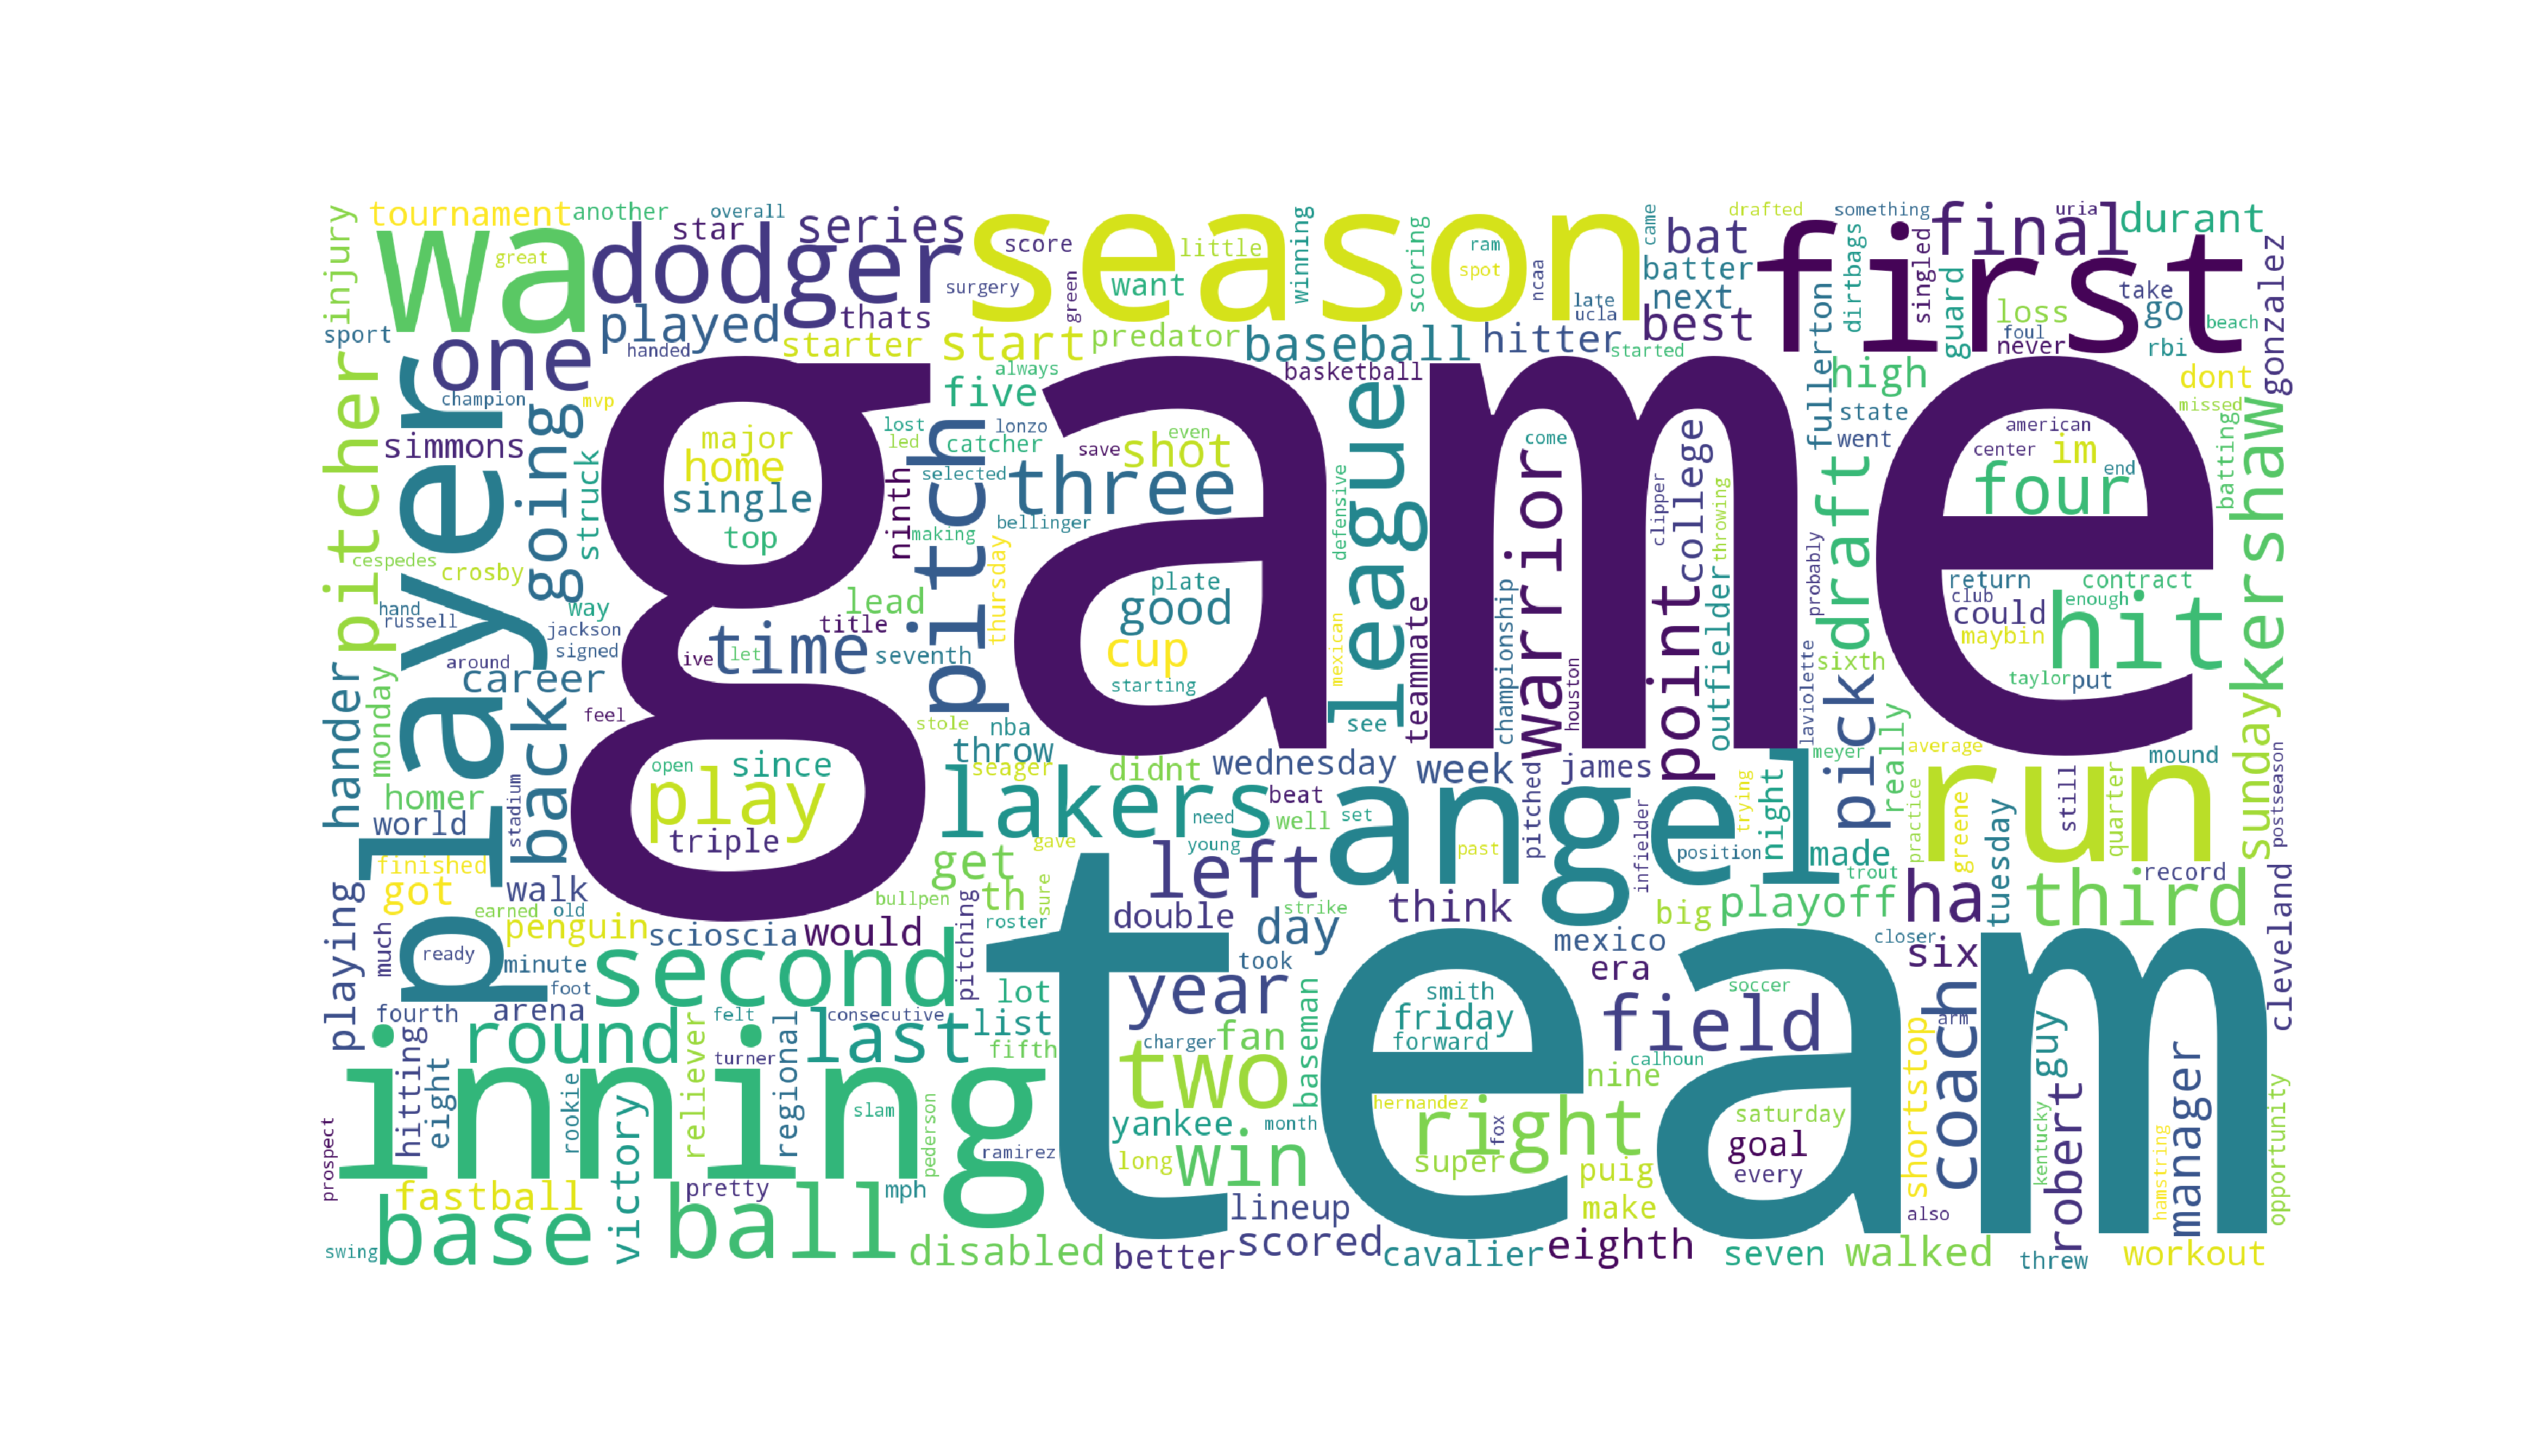 game
team
season
first
player
inning
wa
run
angel
dodger
league
pitch
hit
second
base
ball
lakers
warrior
point
pitcher
one
going
back
three
time
play
final
four
third
kershaw
draft
pick
field
coach
right
left
two
win
year
last
round
ha
tournament
another
overall
star
series
injury
great
sport
played
handed
thats
surgery
starter
start
score
green
little
want
predator
winning
scoring
baseball
hitter
ram
spot
ncaa
late
ucla
started
came
bat
batter
next
best
drafted
something
uria
durant
dirtbags
singled
guard
loss
foul
never
take
go
rbi
beach
gonzalez
fullerton
high
state
went
dont
missed
batting
american
center
im
end
champion
mvp
simmons
struck
major
home
single
top
ninth
always
five
lost
led
lonzo
catcher
selected
making
bellinger
save
even
shot
basketball
defensive
come
college
clipper
throwing
probably
cespedes
crosby
hand
russell
way
jackson
signed
around
career
feel
lead
title
seventh
ive
let
thursday
plate
good
cup
starting
mexican
see
teammate
championship
houston
outfielder
laviolette
sixth
return
club
could
maybin
contract
enough
taylor
put
sunday
hander
monday
homer
world
stadium
finished
got
walk
open
since
triple
stole
nba
throw
seager
didnt
wednesday
week
beat
well
need
set
james
pitched
meyer
really
average
practice
greene
still
mound
quarter
postseason
night
trying
made
trout
tuesday
record
playing
earned
old
penguin
scioscia
would
much
ready
minute
foot
fourth
arena
get
gave
young
bullpen
th
sure
roster
pitching
double
strike
past
think
day
took
infielder
position
big
playoff
mexico
era
closer
six
cleveland
lot
list
fifth
consecutive
felt
turner
regional
reliever
rookie
hitting
eight
victory
slam
pederson
ramirez
charger
fan
baseman
smith
friday
forward
soccer
calhoun
nine
hernandez
fox
yankee
month
long
super
puig
make
saturday
goal
every
shortstop
arm
guy
kentucky
robert
manager
hamstring
opportunity
prospect
swing
fastball
pretty
mph
disabled
better
lineup
scored
cavalier
eighth
seven
walked
also
threw
workout